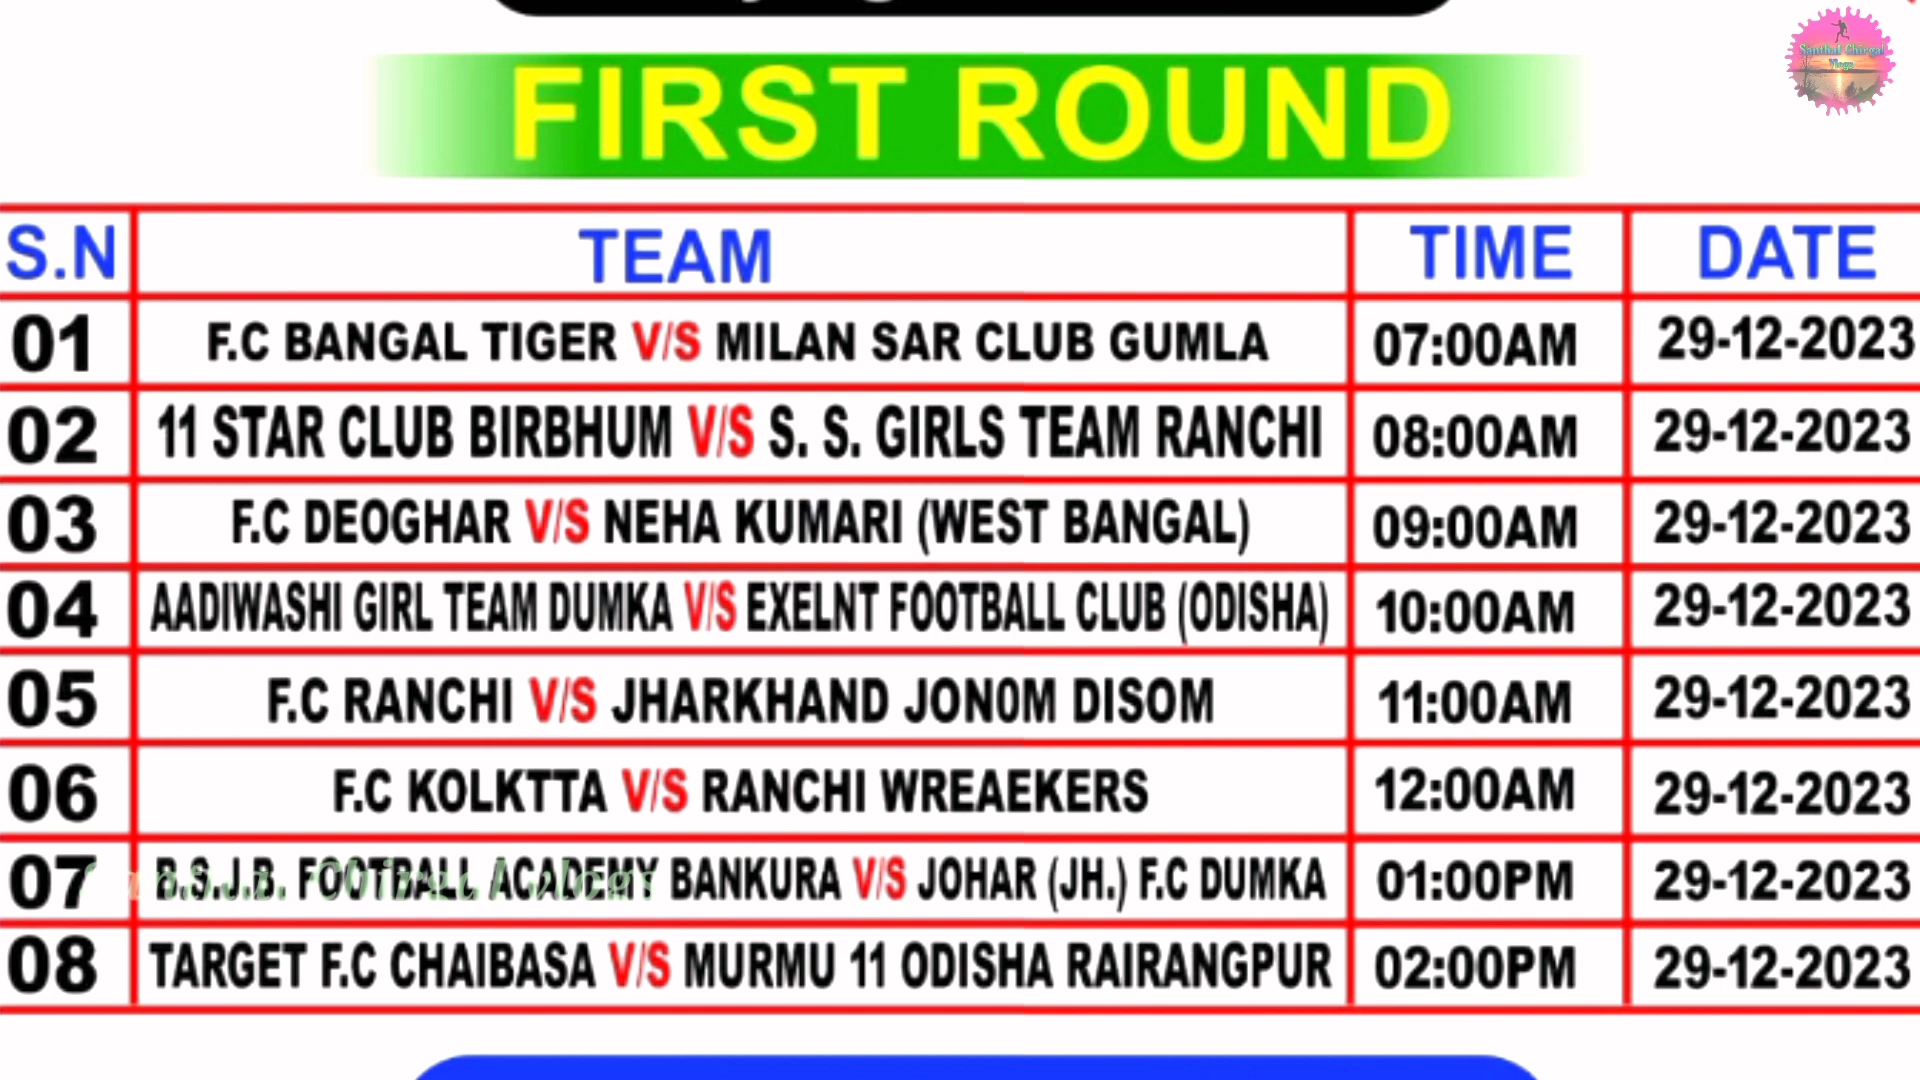 Santhal Chirgal
Vlogs
FIRST ROUND
S.N TEAM TIME DATE
01 F.C BANGAL TIGER V/S MILAN SAR CLUB GUMLA 07:00AM 29-12-2023
02 11 STAR CLUB BIRBHUM V/S S. S. GIRLS TEAM RANCHI 08:00AM 29-12-2023
03 F.C DEOGHAR V/S NEHA KUMARI (WEST BANGAL) 09:00AM 29-12-2023
04 AADIWASHI GIRL TEAM DUMKA V/S EXELNT FOOTBALL CLUB (ODISHA) 10:00AM 29-12-2023
05 F.C RANCHI V/S JHARKHAND JONOM DISOM 11:00AM 29-12-2023
06 F.C KOLKTTA V/S RANCHI WREAEKERS 12:00AM 29-12-2023
07 B.S.J.B. FOOTBALL ACADEMY BANKURA V/S JOHAR (JH.) F.C DUMKA 01:00PM 29-12-2023
08 TARGET F.C CHAIBASA V/S MURMU 11 ODISHA RAIRANGPUR 02:00PM 29-12-2023